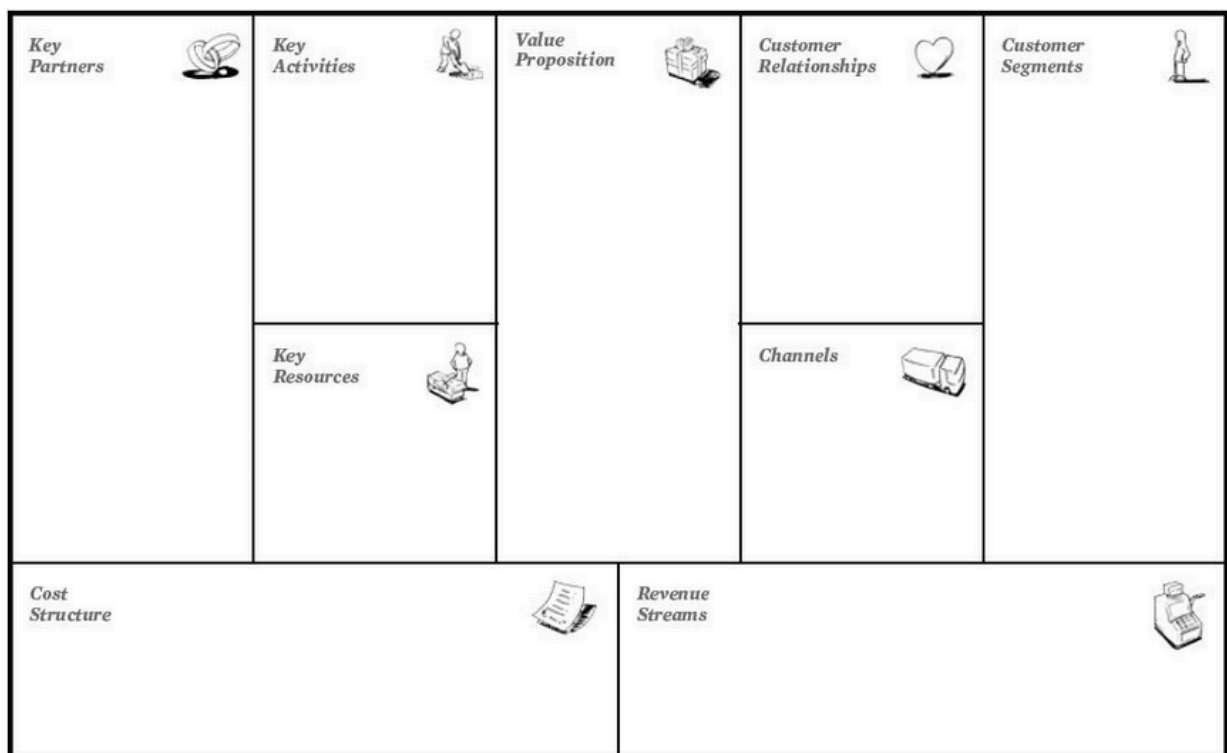 Key
Partners
Key
Activities
Value
Proposition
Customer
Relationships
Customer
Segments
Key
Resources
Channels
Cost
Structure
Revenue
Streams